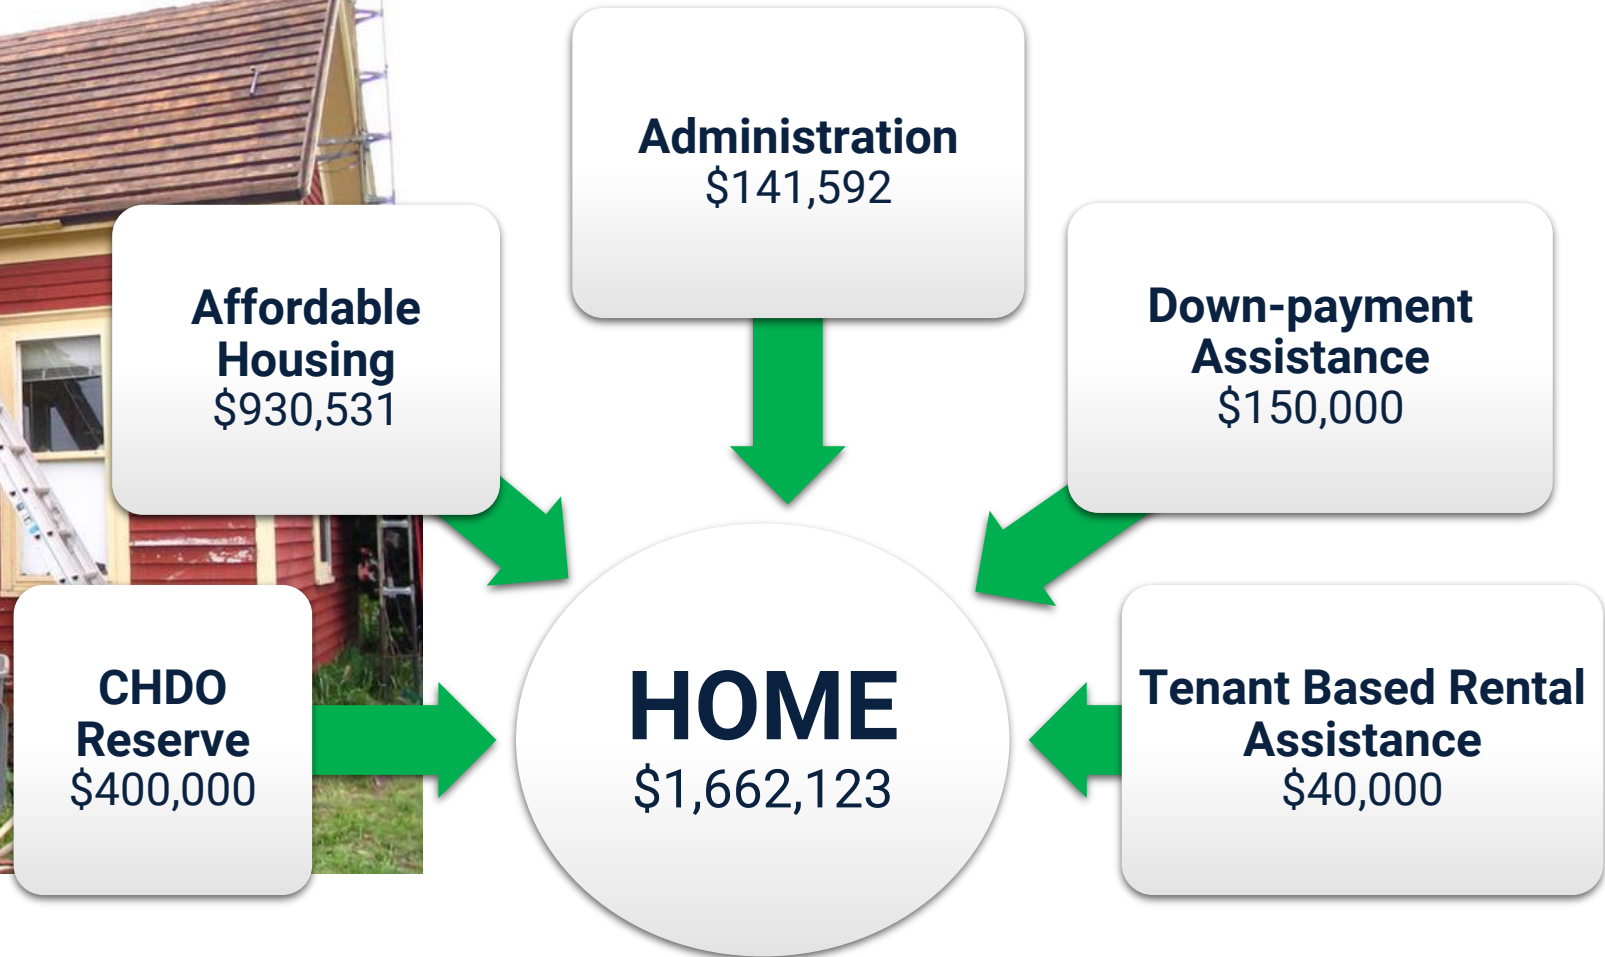 Administration
$141,592
Affordable
Housing
$930,531
Down-payment
Assistance
$150,000
CHDO
Reserve
$400,000
HOME
$1,662,123
Tenant Based Rental
Assistance
$40,000